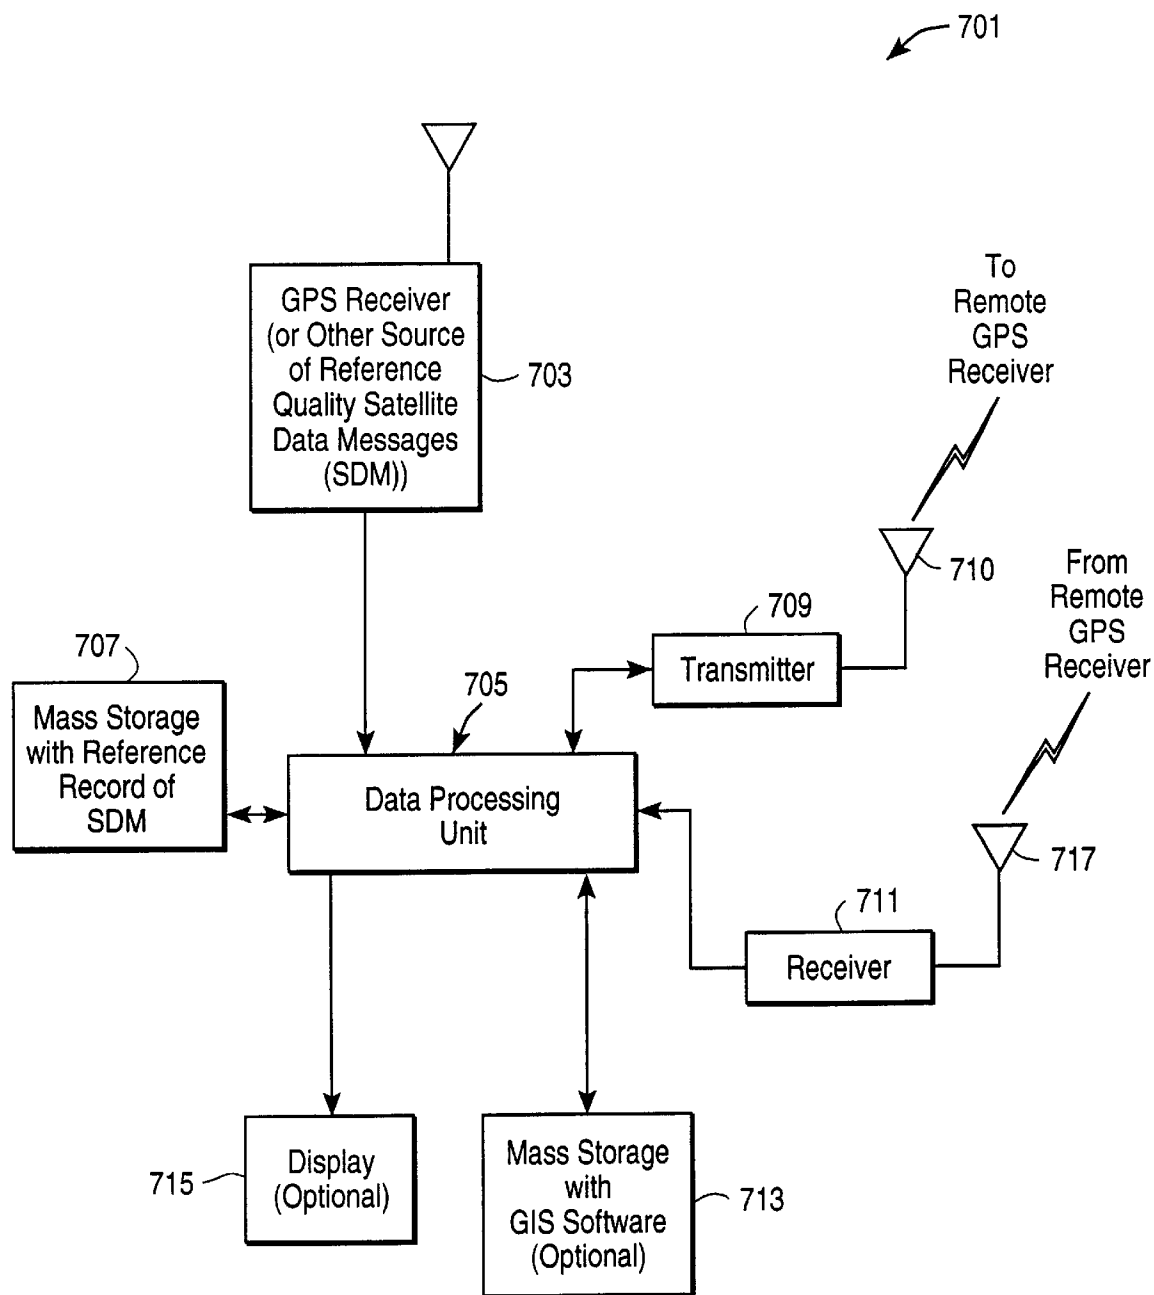 701
GPS Receiver
(or Other Source
of Reference
Quality Satellite
Data Messages
(SDM))
703
To
Remote
GPS
Receiver
710
From
Remote
GPS
Receiver
709
Transmitter
707
Mass Storage
with Reference
Record of
SDM
705
Data Processing
Unit
717
711
Receiver
715
Display
(Optional)
Mass Storage
with
GIS Software
(Optional)
713